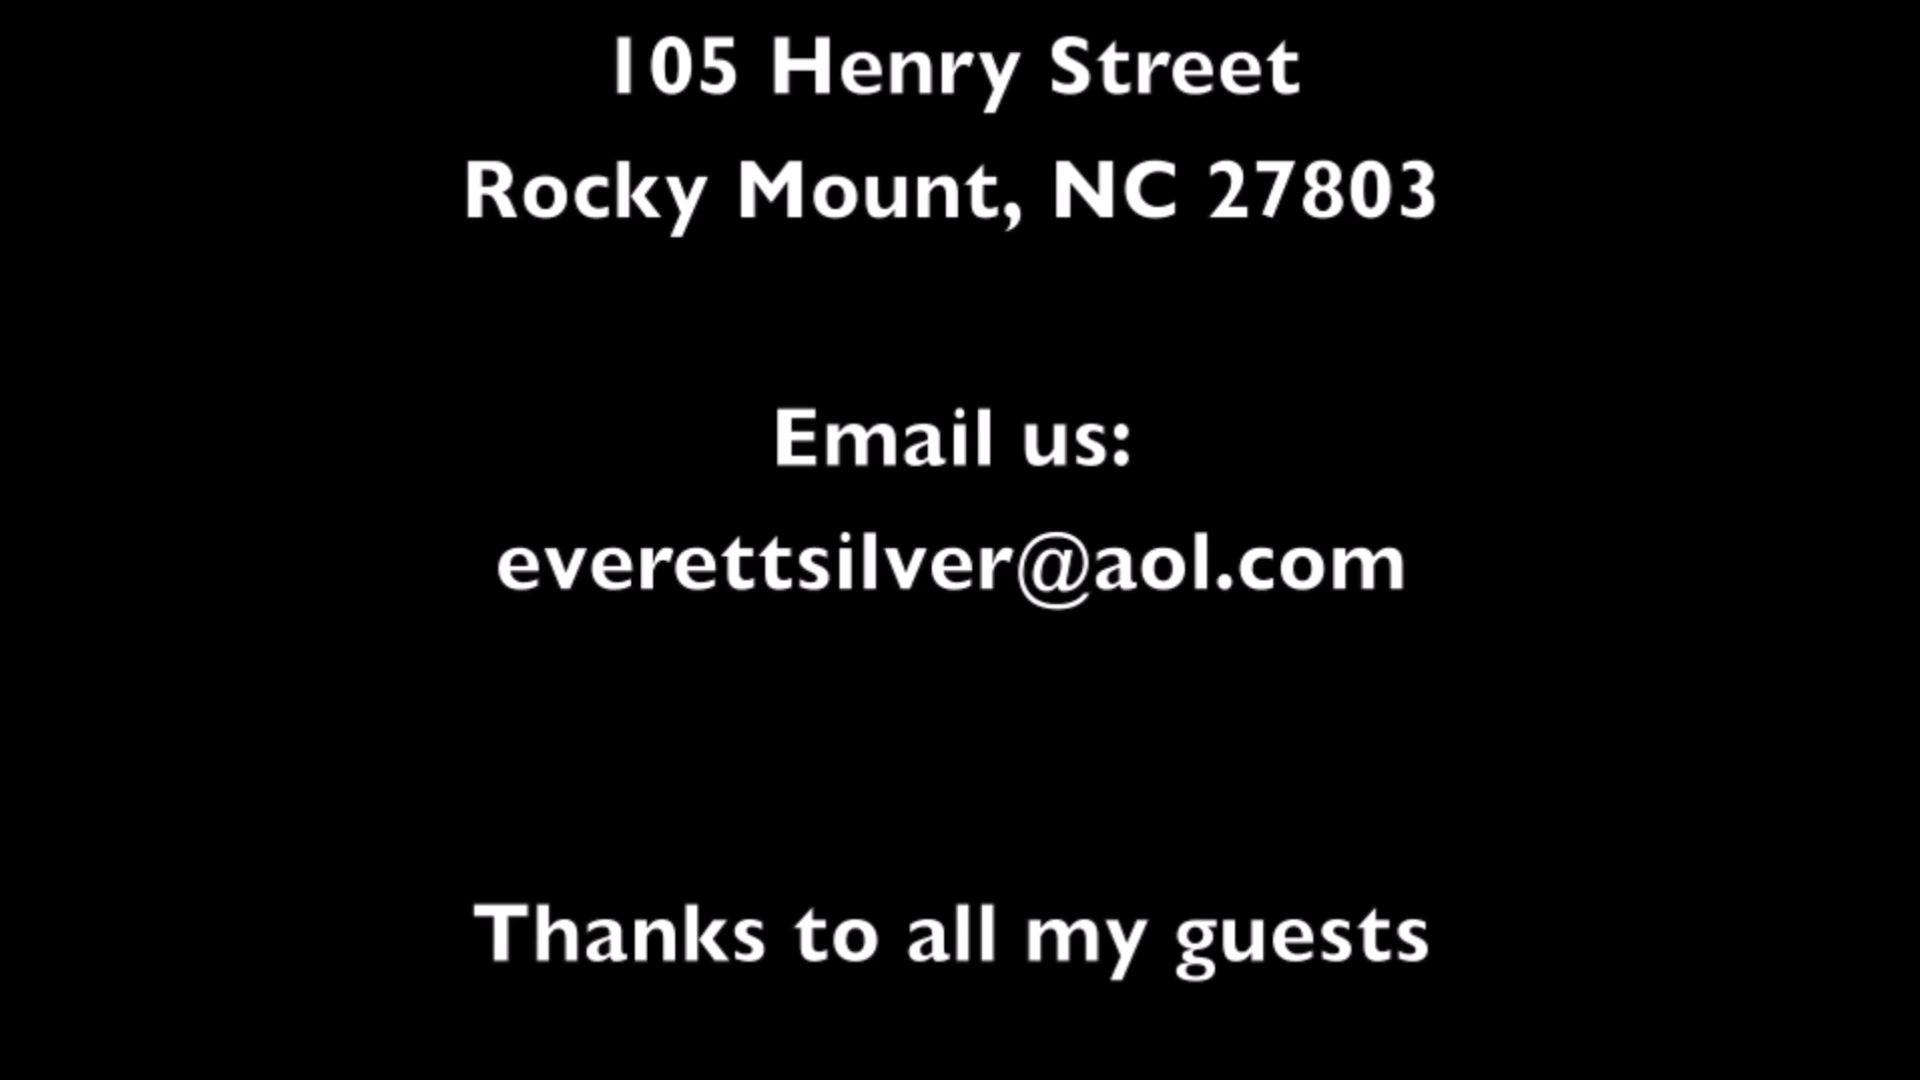 105 Henry Street
Rocky Mount, NC 27803
Email us:
everettsilver@aol.com
Thanks to all my guests